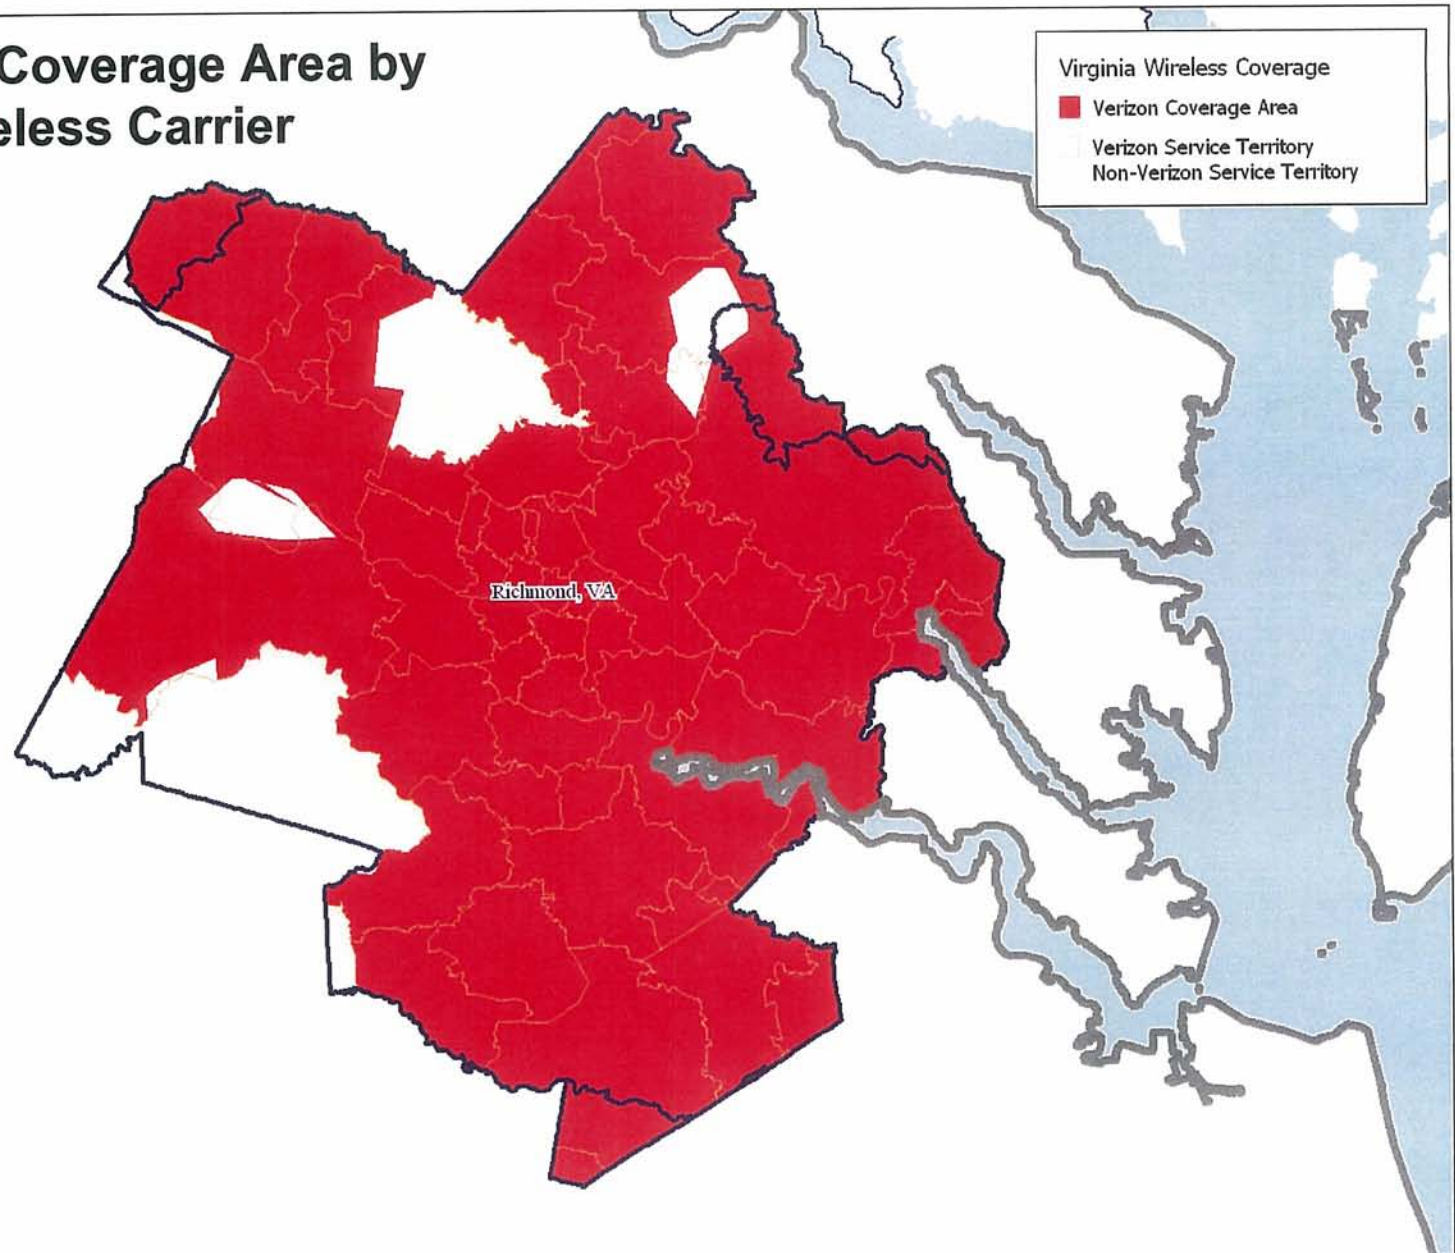 Coverage Area by
eless Carrier
Virginia Wireless Coverage
Verizon Coverage Area
Verizon Service Territory
Non-Verizon Service Territory
Richmond, VA